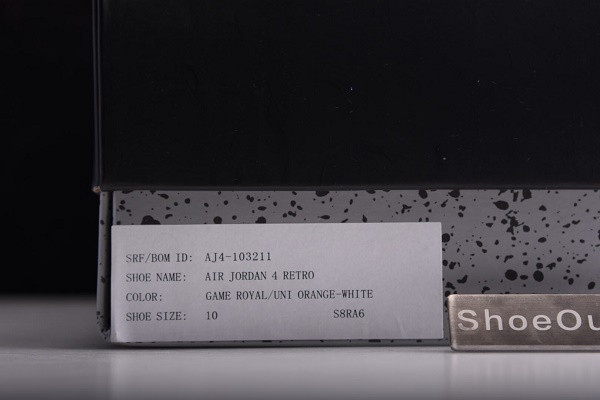 SRF/BOM ID: AJ4-103211
SHOE NAME: AIR JORDAN 4 RETRO
COLOR: GAME ROYAL/UNI ORANGE-WHITE
SHOE SIZE: 10 S8RA6
ShoeOu